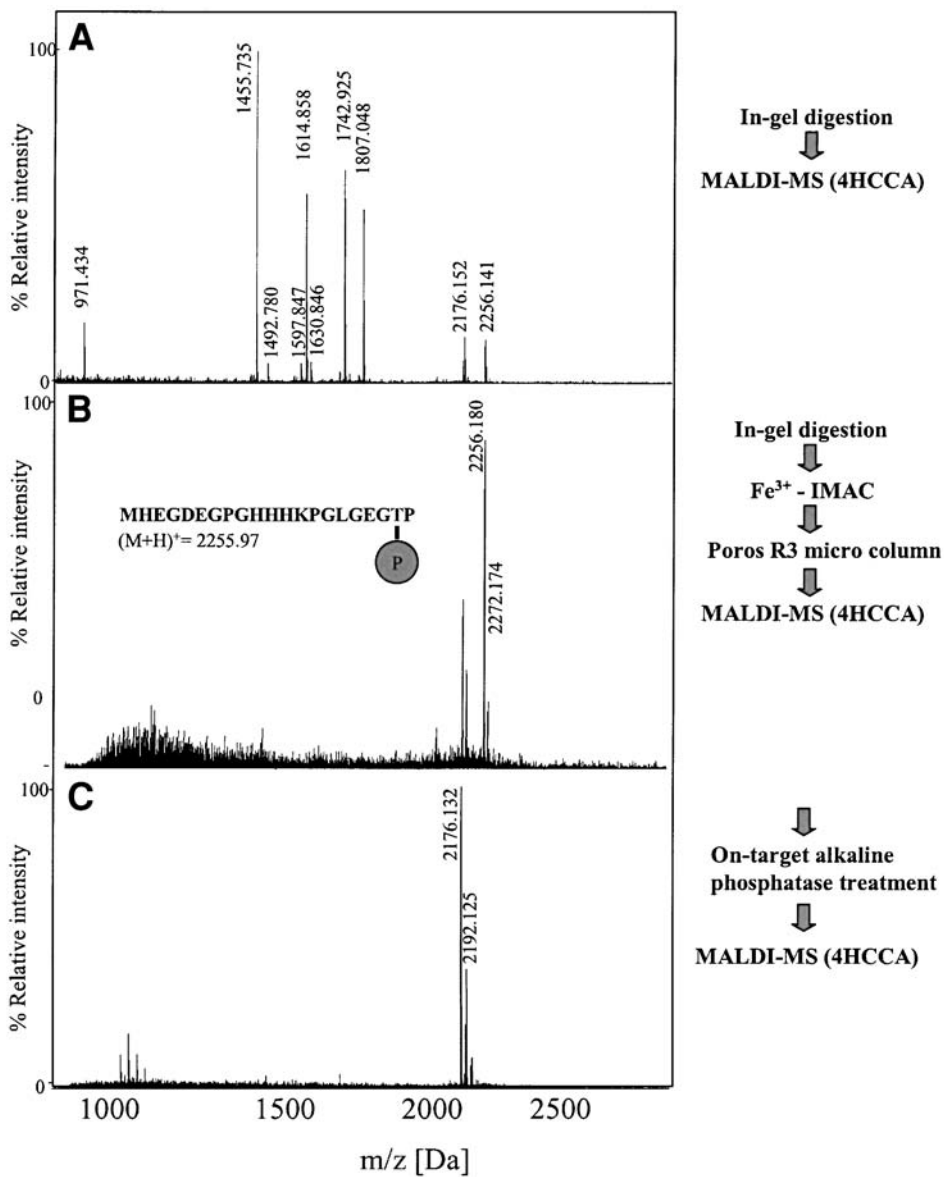 A
100
% Relative intensity
0
971.434
1455.735
1492.780
1597.847
1614.858
1630.846
1742.925
1807.048
2176.152
2256.141
In-gel digestion
MALDI-MS (4HCCA)
B
100
% Relative intensity
0
-
MHEGDEGPGHHHKPGLGEGTP
(M+H)⁺= 2255.97
P
2256.180
2272.174
In-gel digestion
Fe³⁺ - IMAC
Poros R3 micro column
MALDI-MS (4HCCA)
C
100
% Relative intensity
0
2176.132
2192.125
On-target alkaline
phosphatase treatment
MALDI-MS (4HCCA)
1000 1500 2000 2500
m/z [Da]